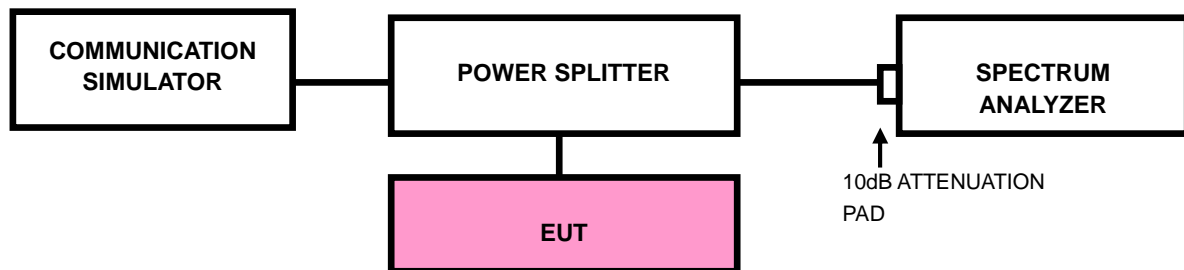 COMMUNICATION
SIMULATOR
POWER SPLITTER
SPECTRUM
ANALYZER
10dB ATTENUATION
PAD
EUT